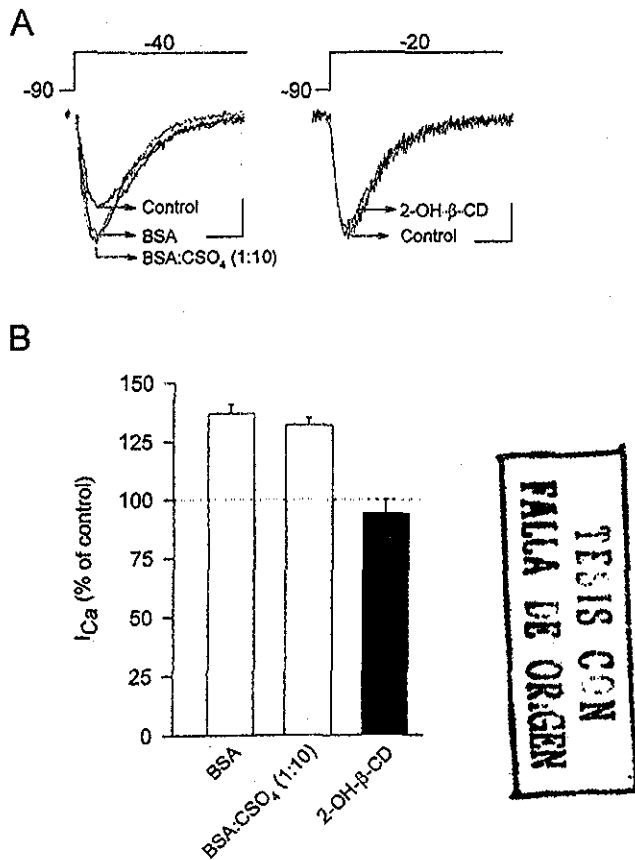 A
-40
-90
Control
BSA
BSA:CSO₄ (1:10)
-20
-90
2-OH-β-CD
Control
B
I Ca (% of control)
150
125
100
75
50
25
0
BSA
BSA:CSO₄ (1:10)
2-OH-β-CD
TESIS CON
FALLA DE ORIGEN